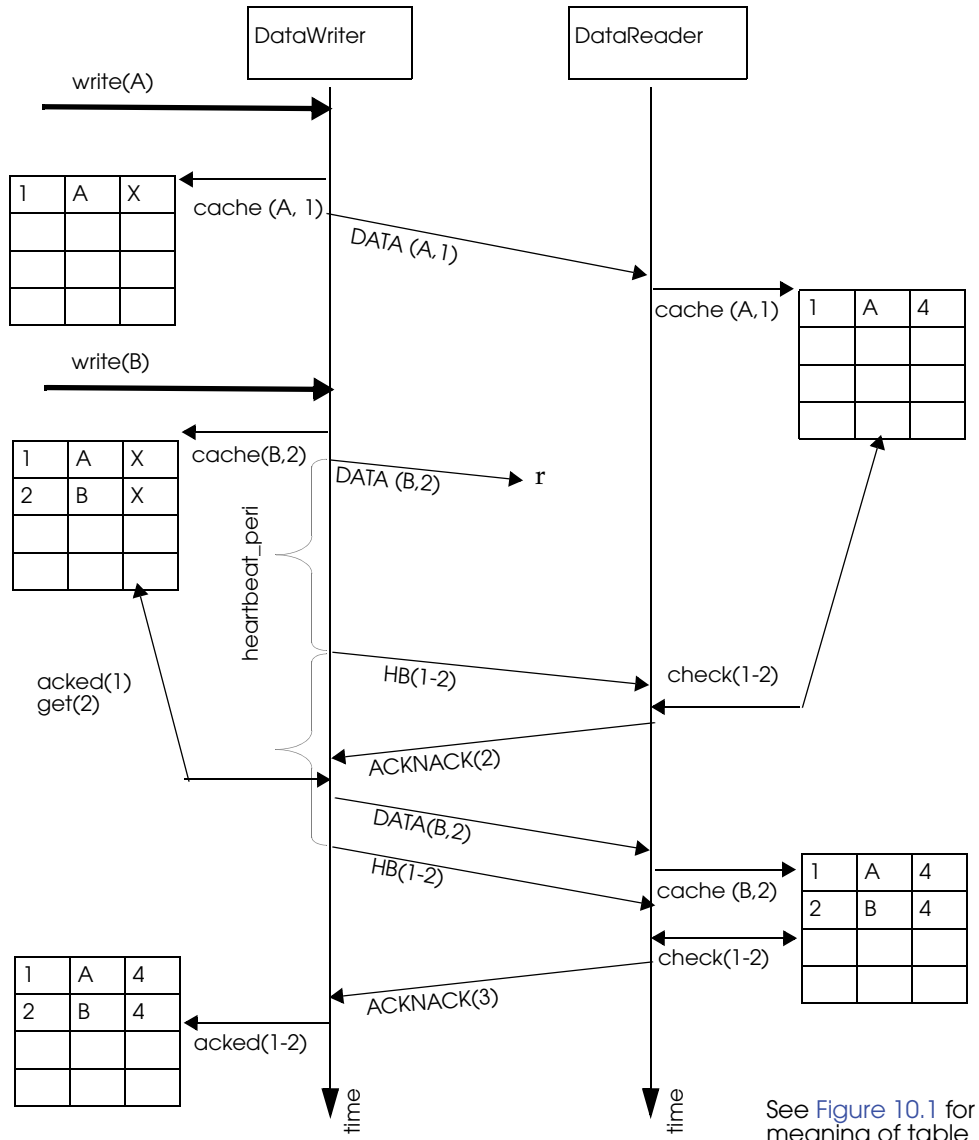 DataWriter
DataReader
write(A)
1 A X
cache (A, 1)
DATA (A,1)
cache (A,1)
1 A 4
write(B)
cache(B,2)
1 A X
2 B X
DATA (B,2)
r
heartbeat_peri
HB(1-2)
check(1-2)
acked(1)
get(2)
ACKNACK(2)
DATA(B,2)
HB(1-2)
cache (B,2)
1 A 4
2 B 4
check(1-2)
1 A 4
2 B 4
ACKNACK(3)
acked(1-2)
time
time
See Figure 10.1 for
meaning of table